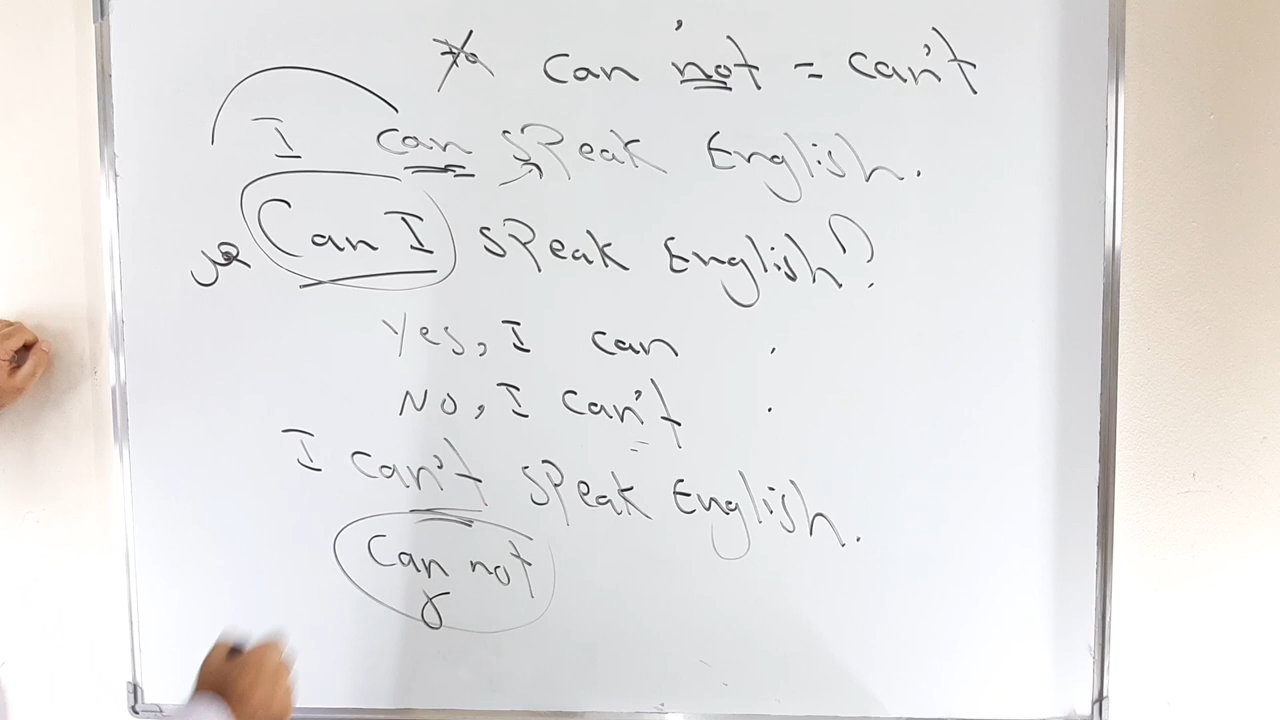 can not = can't
I can speak English.
Can I speak English?
Yes, I can .
No, I can't .
I can't speak English.
Can not